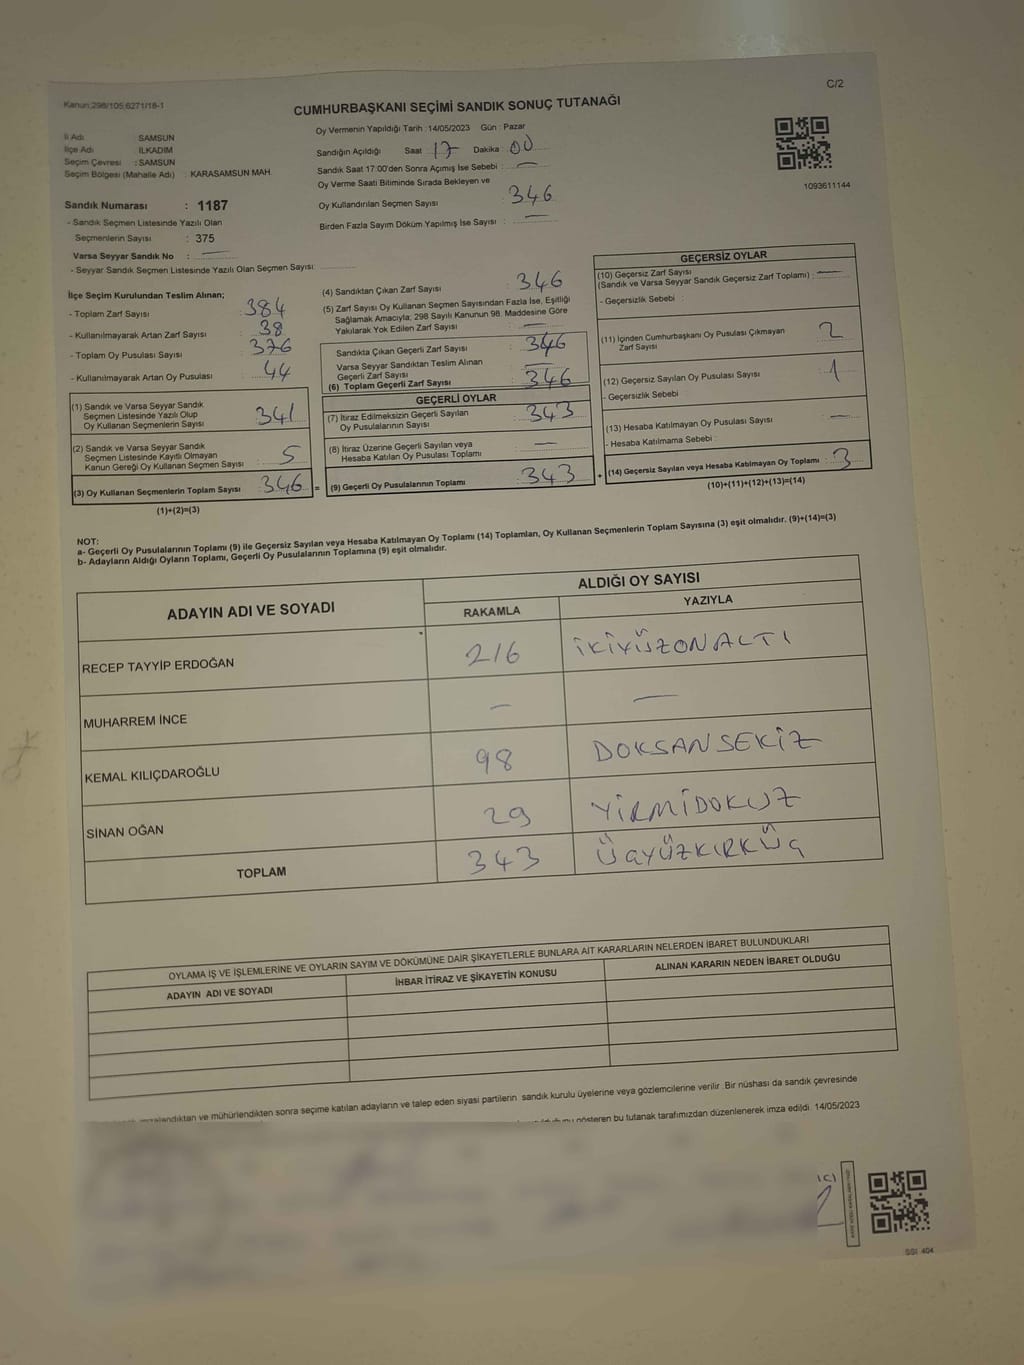 Kanun:298/105,6271/18-1
C/2
CUMHURBAŞKANI SEÇİMİ SANDIK SONUÇ TUTANAĞI
İl Adı : SAMSUN
İlçe Adı : İLKADIM
Seçim Çevresi : SAMSUN
Seçim Bölgesi (Mahalle Adı) : KARASAMSUN MAH.
Sandık Numarası : 1187
- Sandık Seçmen Listesinde Yazılı Olan
Seçmenlerin Sayısı : 375
Varsa Seyyar Sandık No : —
- Seyyar Sandık Seçmen Listesinde Yazılı Olan Seçmen Sayısı:
Oy Vermenin Yapıldığı Tarih : 14/05/2023 Gün : Pazar
Sandığın Açıldığı Saat 17 Dakika : 00
Sandık Saat 17:00'den Sonra Açımış İse Sebebi : —
Oy Verme Saati Bitiminde Sırada Bekleyen ve
Oy Kullandırılan Seçmen Sayısı : 346
Birden Fazla Sayım Döküm Yapılmış İse Sayısı : —
1093611144
İlçe Seçim Kurulundan Teslim Alınan;
- Toplam Zarf Sayısı : 384
- Kullanılmayarak Artan Zarf Sayısı : 38
- Toplam Oy Pusulası Sayısı : 376
- Kullanılmayarak Artan Oy Pusulası : 44
(1) Sandık ve Varsa Seyyar Sandık
Seçmen Listesinde Yazılı Olup
Oy Kullanan Seçmenlerin Sayısı : 341
(2) Sandık ve Varsa Seyyar Sandık
Seçmen Listesinde Kayıtlı Olmayan
Kanun Gereği Oy Kullanan Seçmen Sayısı : 5
(3) Oy Kullanan Seçmenlerin Toplam Sayısı : 346 =
(1)+(2)=(3)
(4) Sandıktan Çıkan Zarf Sayısı : 346
(5) Zarf Sayısı Oy Kullanan Seçmen Sayısından Fazla İse, Eşitliği
Sağlamak Amacıyla; 298 Sayılı Kanunun 98. Maddesine Göre
Yakılarak Yok Edilen Zarf Sayısı : —
Sandıkta Çıkan Geçerli Zarf Sayısı : 346
Varsa Seyyar Sandıktan Teslim Alınan
Geçerli Zarf Sayısı : —
(6) Toplam Geçerli Zarf Sayısı : 346
GEÇERLİ OYLAR
(7) İtiraz Edilmeksizin Geçerli Sayılan
Oy Pusulalarının Sayısı : 343
(8) İtiraz Üzerine Geçerli Sayılan veya
Hesaba Katılan Oy Pusulası Toplamı : —
(9) Geçerli Oy Pusulalarının Toplamı : 343 +
GEÇERSİZ OYLAR
(10) Geçersiz Zarf Sayısı
(Sandık ve Varsa Seyyar Sandık Geçersiz Zarf Toplamı) : —
- Geçersizlik Sebebi :
(11) İçinden Cumhurbaşkanı Oy Pusulası Çıkmayan
Zarf Sayısı : 2
(12) Geçersiz Sayılan Oy Pusulası Sayısı : 1
- Geçersizlik Sebebi
(13) Hesaba Katılmayan Oy Pusulası Sayısı : —
- Hesaba Katılmama Sebebi :
(14) Geçersiz Sayılan veya Hesaba Katılmayan Oy Toplamı : 3
(10)+(11)+(12)+(13)=(14)
NOT:
a- Geçerli Oy Pusulalarının Toplamı (9) ile Geçersiz Sayılan veya Hesaba Katılmayan Oy Toplamı (14) Toplamları, Oy Kullanan Seçmenlerin Toplam Sayısına (3) eşit olmalıdır. (9)+(14)=(3)
b- Adayların Aldığı Oyların Toplamı, Geçerli Oy Pusulalarının Toplamına (9) eşit olmalıdır.
ADAYIN ADI VE SOYADI
ALDIĞI OY SAYISI
RAKAMLA YAZIYLA
RECEP TAYYİP ERDOĞAN 216 İKİYÜZONALTI
MUHARREM İNCE — —
KEMAL KILIÇDAROĞLU 98 DOKSANSEKİZ
SİNAN OĞAN 29 YİRMİDOKUZ
TOPLAM 343 ÜÇYÜZKIRKÜÇ
OYLAMA İŞ VE İŞLEMLERİNE VE OYLARIN SAYIM VE DÖKÜMÜNE DAİR ŞİKAYETLERLE BUNLARA AİT KARARLARIN NELERDEN İBARET BULUNDUKLARI
ADAYIN ADI VE SOYADI İHBAR İTİRAZ VE ŞİKAYETİN KONUSU ALINAN KARARIN NEDEN İBARET OLDUĞU
ve mühürlendikten sonra seçime katılan adayların ve talep eden siyasi partilerin sandık kurulu üyelerine veya gözlemcilerine verilir. Bir nüshası da sandık çevresinde
gösteren bu tutanak tarafımızdan düzenlenerek imza edildi. 14/05/2023
SSI 404